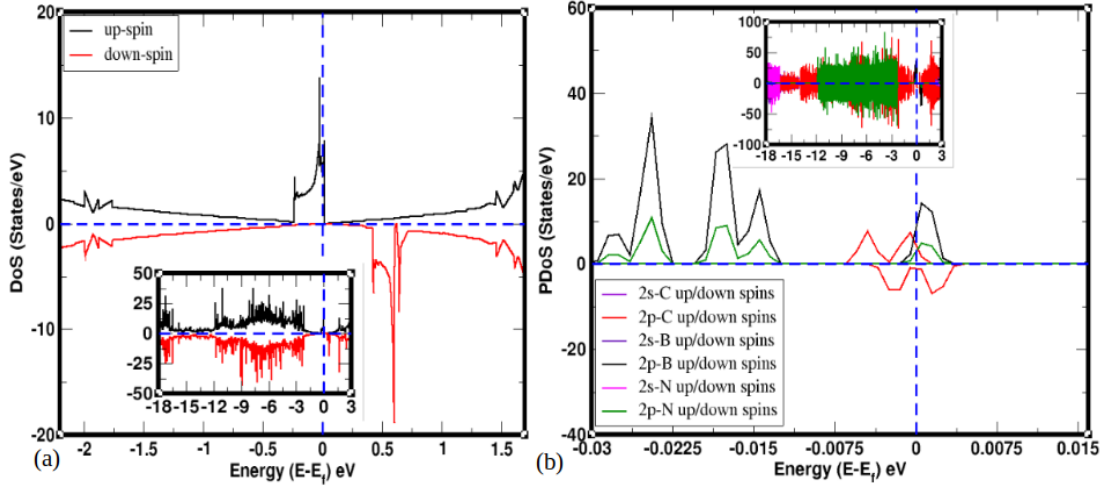 up-spin
down-spin
DoS (States/eV)
20
10
0
-10
-20
50
25
0
-25
-50
-18 -15 -12 -9 -6 -3 0 3
-2 -1.5 -1 -0.5 0 0.5 1 1.5
Energy (E-Ef) eV
(a)
PDoS (States/eV)
60
40
20
0
-20
-40
100
50
0
-50
-100
-18 -15 -12 -9 -6 -3 0 3
2s-C up/down spins
2p-C up/down spins
2s-B up/down spins
2p-B up/down spins
2s-N up/down spins
2p-N up/down spins
-0.03 -0.0225 -0.015 -0.0075 0 0.0075 0.015
Energy (E-Ef) eV
(b)